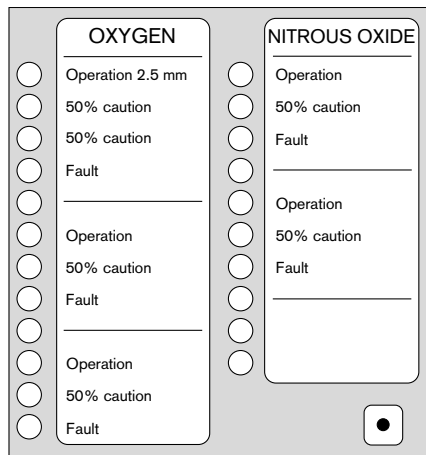 OXYGEN
Operation 2.5 mm
50% caution
50% caution
Fault
Operation
50% caution
Fault
Operation
50% caution
Fault
NITROUS OXIDE
Operation
50% caution
Fault
Operation
50% caution
Fault